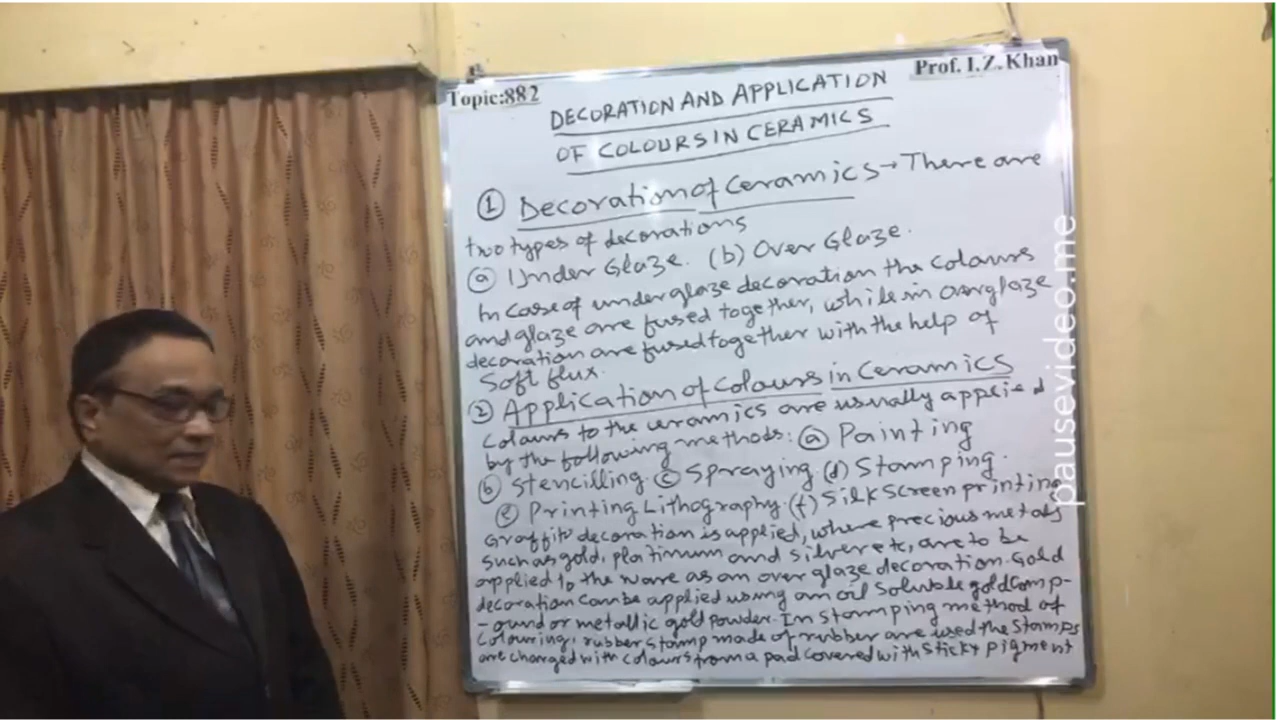 Topic:882
Prof. I.Z. Khan
DECORATION AND APPLICATION
OF COLOURS IN CERAMICS
① Decoration of Ceramics → There are
two types of decorations
ⓐ Under Glaze. (b) Over Glaze.
In case of underglaze decoration the colours
and glaze are fused together, while in overglaze
decoration are fused together with the help of
Soft flux.
② Application of Colours in Ceramics
Colours to the ceramics are usually applied
by the following methods: ⓐ Painting
ⓑ Stencilling ⓒ Spraying (d) Stamping.
Printing Lithography. (f) Silk Screen printing
Graffito decoration is applied, where precious metals
such as gold, platinum and silver etc, are to be
applied to the ware as an over glaze decoration. Gold
decoration can be applied using an oil soluble gold comp-
-ound or metallic gold powder. In Stamping method of
Colouring, rubber stamp made of rubber are used the stamps
are charged with colours from a pad covered with sticky pigment
pausevideo.me